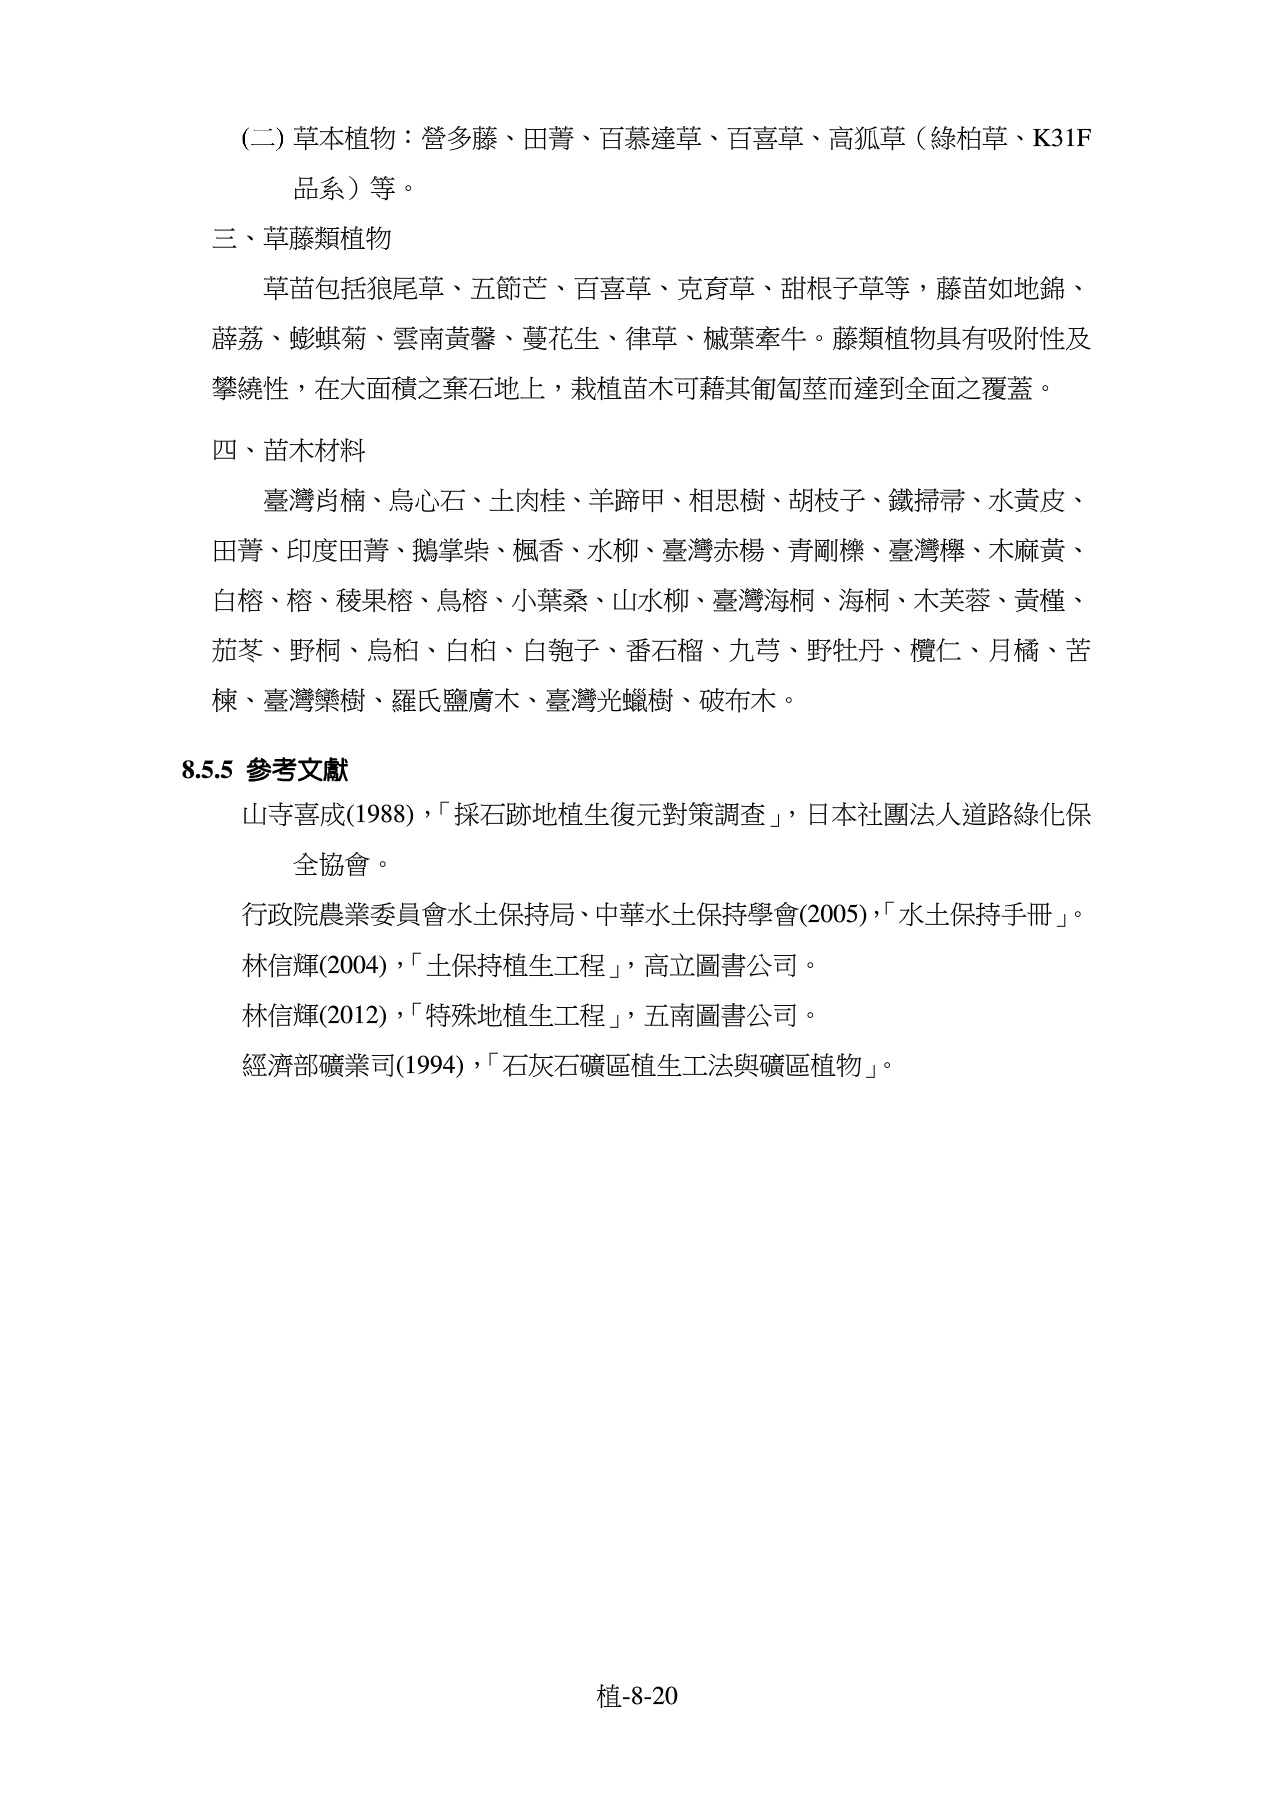 (二) 草本植物：營多藤、田菁、百慕達草、百喜草、高狐草（綠柏草、K31F
品系）等。
三、草藤類植物
草苗包括狼尾草、五節芒、百喜草、克育草、甜根子草等，藤苗如地錦、
薜荔、蟛蜞菊、雲南黃馨、蔓花生、律草、槭葉牽牛。藤類植物具有吸附性及
攀繞性，在大面積之棄石地上，栽植苗木可藉其匍匐莖而達到全面之覆蓋。
四、苗木材料
臺灣肖楠、烏心石、土肉桂、羊蹄甲、相思樹、胡枝子、鐵掃帚、水黃皮、
田菁、印度田菁、鵝掌柴、楓香、水柳、臺灣赤楊、青剛櫟、臺灣櫸、木麻黃、
白榕、榕、稜果榕、鳥榕、小葉桑、山水柳、臺灣海桐、海桐、木芙蓉、黃槿、
茄苳、野桐、烏桕、白桕、白匏子、番石榴、九芎、野牡丹、欖仁、月橘、苦
楝、臺灣欒樹、羅氏鹽膚木、臺灣光蠟樹、破布木。
8.5.5 參考文獻
山寺喜成(1988)，「採石跡地植生復元對策調查」，日本社團法人道路綠化保
全協會。
行政院農業委員會水土保持局、中華水土保持學會(2005)，「水土保持手冊」。
林信輝(2004)，「土保持植生工程」，高立圖書公司。
林信輝(2012)，「特殊地植生工程」，五南圖書公司。
經濟部礦業司(1994)，「石灰石礦區植生工法與礦區植物」。
植-8-20